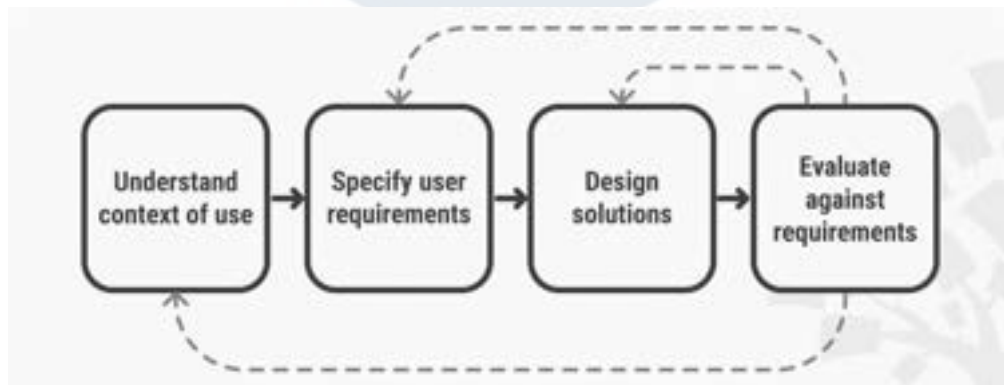 Understand
context of use
Specify user
requirements
Design
solutions
Evaluate
against
requirements